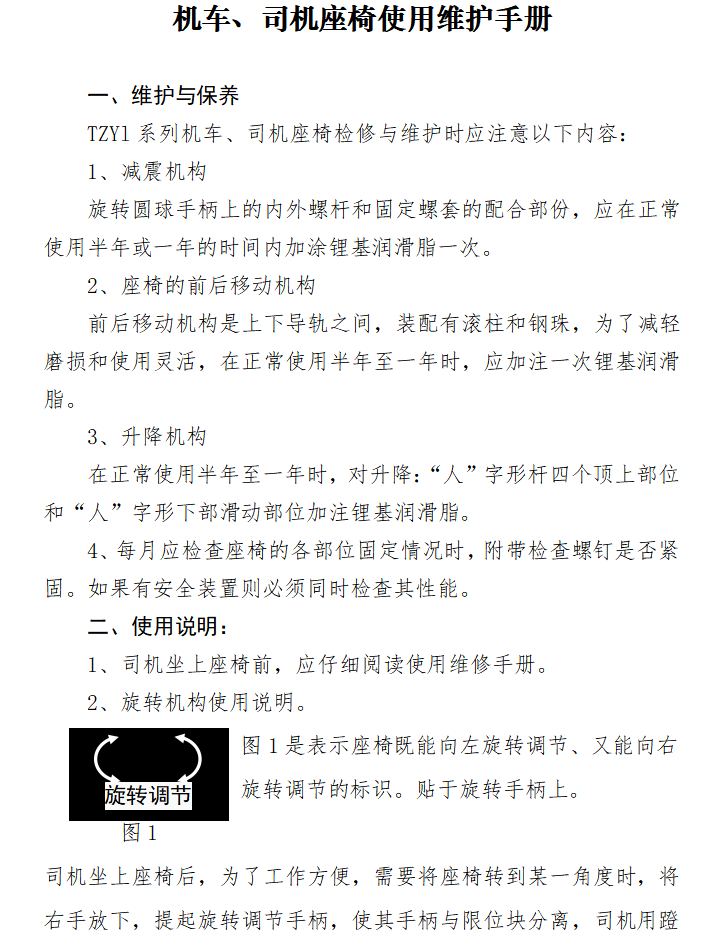 机车、司机座椅使用维护手册
一、维护与保养
TZYl 系列机车、司机座椅检修与维护时应注意以下内容：
1、减震机构
旋转圆球手柄上的内外螺杆和固定螺套的配合部份，应在正常
使用半年或一年的时间内加涂锂基润滑脂一次。
2、座椅的前后移动机构
前后移动机构是上下导轨之间，装配有滚柱和钢珠，为了减轻
磨损和使用灵活，在正常使用半年至一年时，应加注一次锂基润滑
脂。
3、升降机构
在正常使用半年至一年时，对升降：“人”字形杆四个顶上部位
和“人”字形下部滑动部位加注锂基润滑脂。
4、每月应检查座椅的各部位固定情况时，附带检查螺钉是否紧
固。如果有安全装置则必须同时检查其性能。
二、使用说明：
1、司机坐上座椅前，应仔细阅读使用维修手册。
2、旋转机构使用说明。
图 1 是表示座椅既能向左旋转调节、又能向右
旋转调节的标识。贴于旋转手柄上。
旋转调节
图 1
司机坐上座椅后，为了工作方便，需要将座椅转到某一角度时，将
右手放下，提起旋转调节手柄，使其手柄与限位块分离，司机用蹬